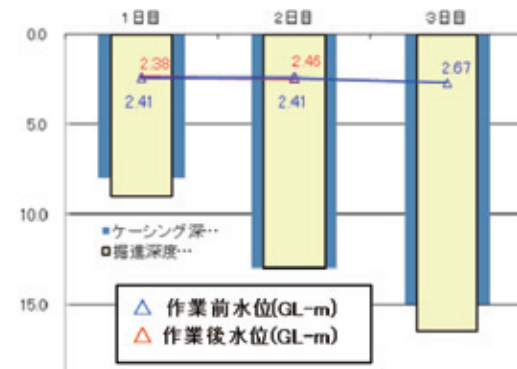 1日目 2日目 3日目
0.0
2.38 2.46 2.67
2.41 2.41
5.0
10.0
■ケーシング深…
掘進深度…
15.0
△ 作業前水位(GL-m)
△ 作業後水位(GL-m)